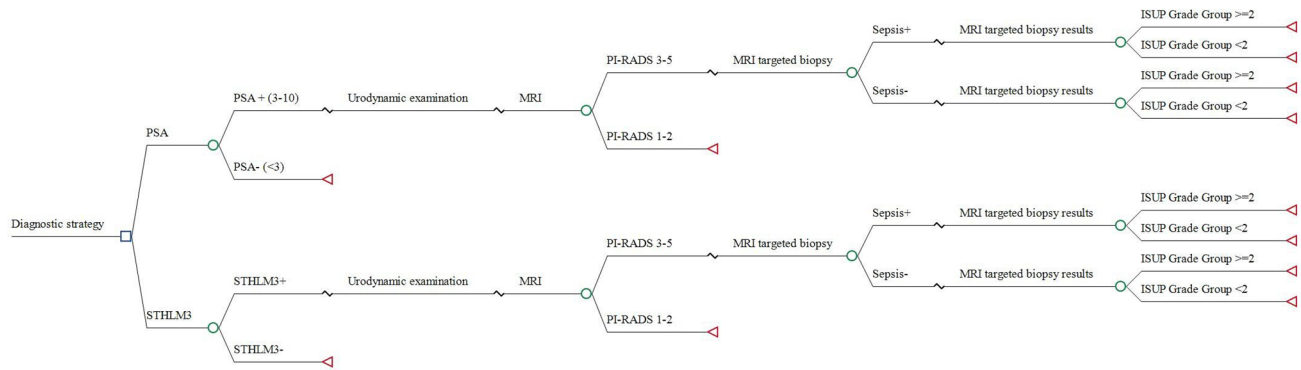 ISUP Grade Group >=2
Sepsis+
MRI targeted biopsy results
ISUP Grade Group <2
PI-RADS 3-5
MRI targeted biopsy
ISUP Grade Group >=2
Sepsis-
MRI targeted biopsy results
PSA + (3-10)
Urodynamic examination
MRI
ISUP Grade Group <2
PSA
PI-RADS 1-2
PSA- (<3)
Diagnostic strategy
ISUP Grade Group >=2
Sepsis+
MRI targeted biopsy results
ISUP Grade Group <2
PI-RADS 3-5
MRI targeted biopsy
ISUP Grade Group >=2
Sepsis-
MRI targeted biopsy results
STHLM3+
Urodynamic examination
MRI
ISUP Grade Group <2
STHLM3
PI-RADS 1-2
STHLM3-